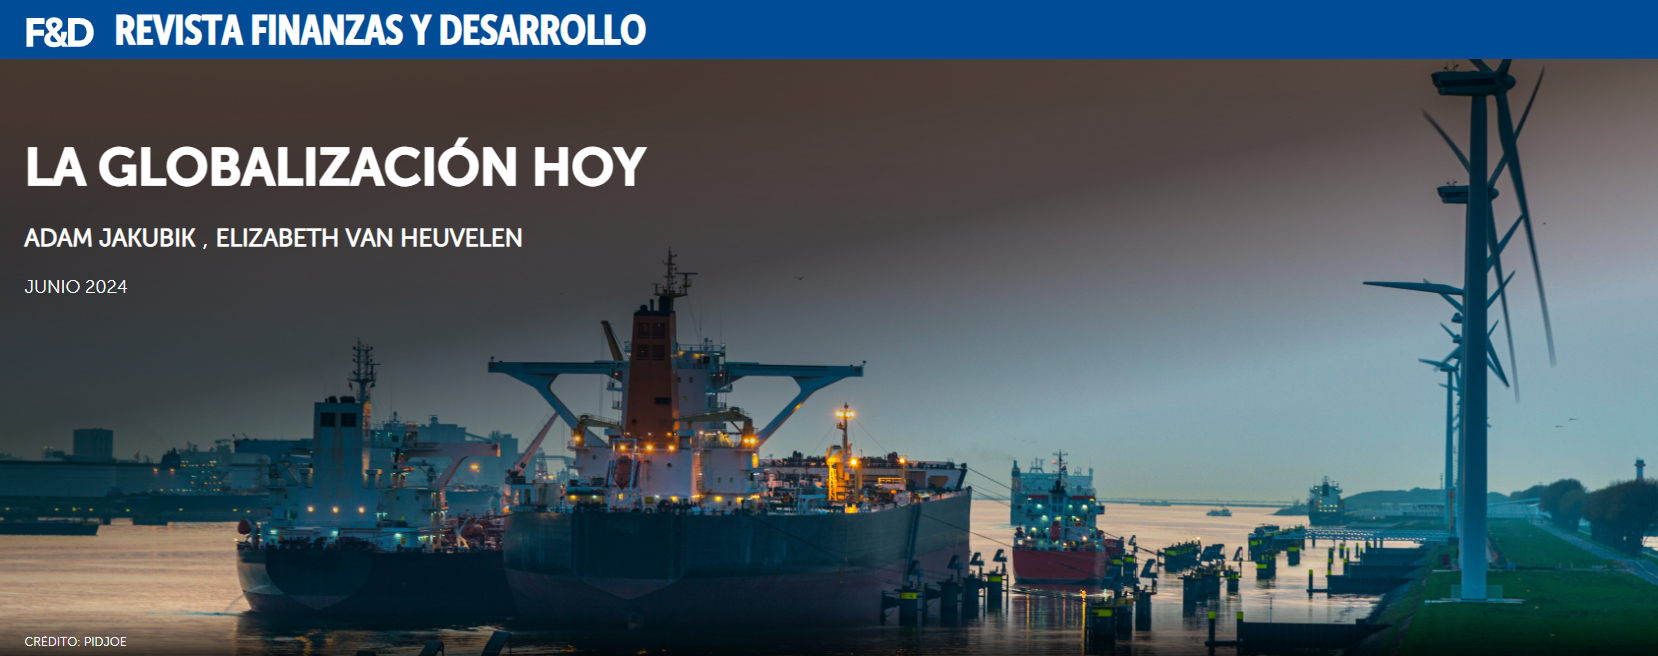 F&D REVISTA FINANZAS Y DESARROLLO
LA GLOBALIZACIÓN HOY
ADAM JAKUBIK , ELIZABETH VAN HEUVELEN
JUNIO 2024
CRÉDITO: PIDJOE